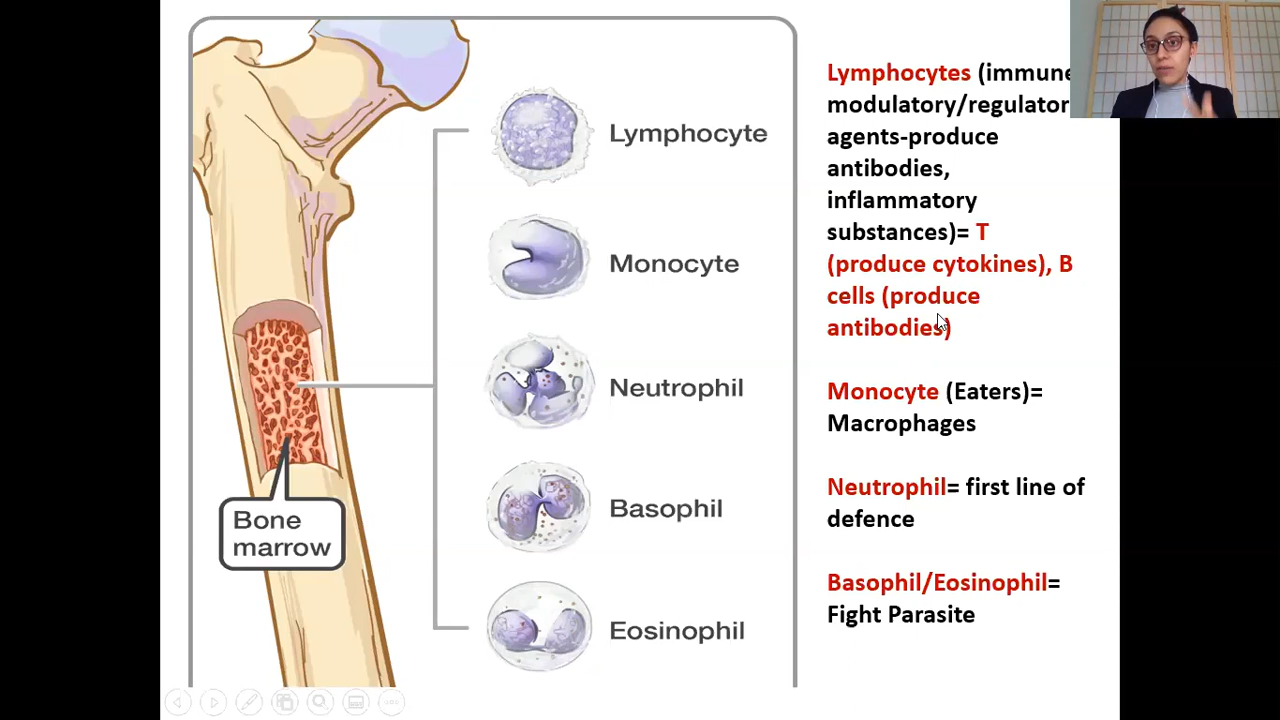 Lymphocyte
Monocyte
Neutrophil
Basophil
Eosinophil
Bone
marrow
Lymphocytes (immune
modulatory/regulator
agents-produce
antibodies,
inflammatory
substances)= T
(produce cytokines), B
cells (produce
antibodies)
Monocyte (Eaters)=
Macrophages
Neutrophil= first line of
defence
Basophil/Eosinophil=
Fight Parasite